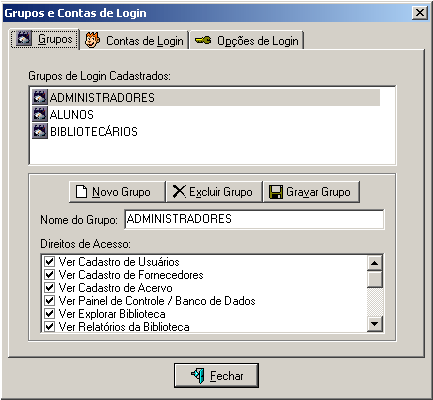 Grupos e Contas de Login
Grupos
Contas de Login
Opções de Login
Grupos de Login Cadastrados:
ADMINISTRADORES
ALUNOS
BIBLIOTECÁRIOS
Novo Grupo
Excluir Grupo
Gravar Grupo
Nome do Grupo:
ADMINISTRADORES
Direitos de Acesso:
Ver Cadastro de Usuários
Ver Cadastro de Fornecedores
Ver Cadastro de Acervo
Ver Painel de Controle / Banco de Dados
Ver Explorar Biblioteca
Ver Relatórios da Biblioteca
Fechar